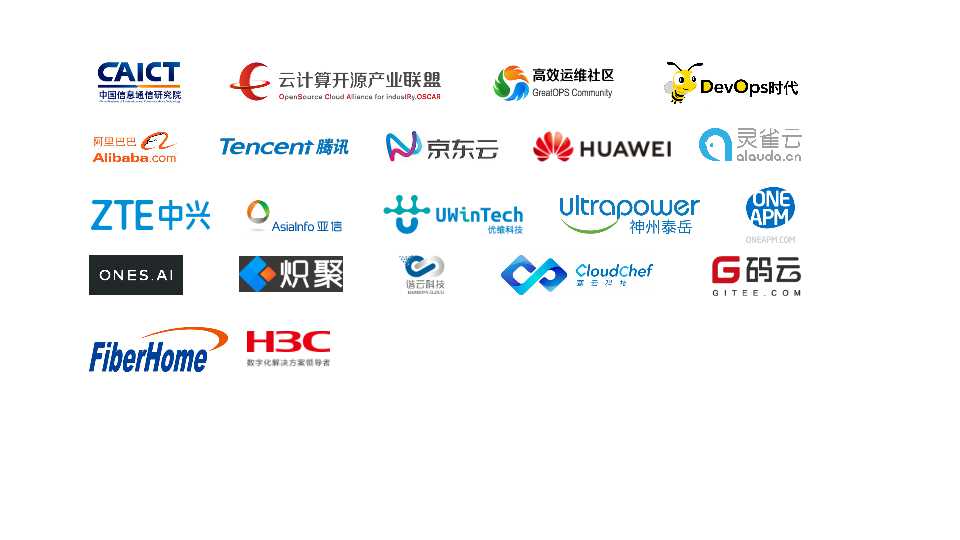 CAICT
中国信息通信研究院
云计算开源产业联盟
OpenSource Cloud Alliance for industRy,OSCAR
高效运维社区
GreatOPS Community
DevOps时代
阿里巴巴
Alibaba.com
Tencent 腾讯
京东云
HUAWEI
灵雀云
alauda.cn
ZTE中兴
AsiaInfo 亚信
UWinTech
优维科技
Ultrapower
神州泰岳
ONE
APM
ONEAPM.COM
ONES.AI
炽聚
谐云科技
CloudChef
G 码云
GITEE.COM
FiberHome
H3C
数字化解决方案领导者